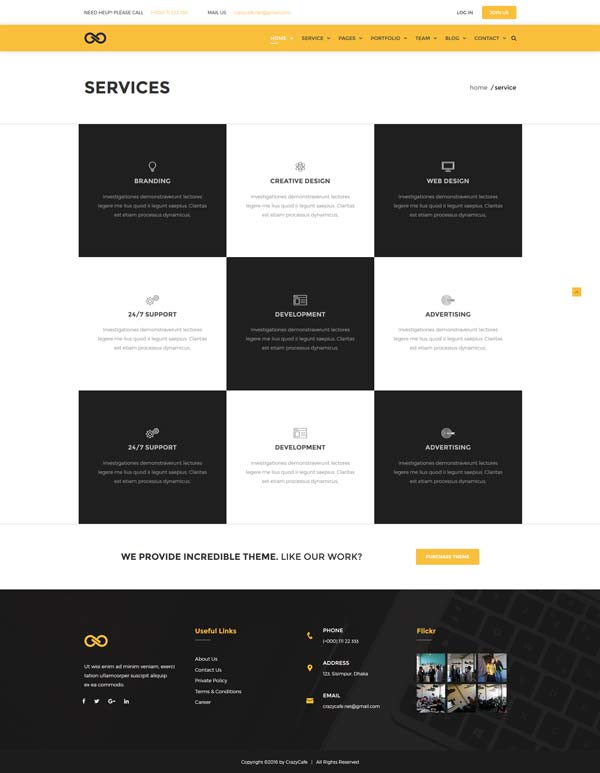 NEED HELP? PLEASE CALL (+000) 11 222 333 MAIL US crazycafe.net@gmail.com LOG IN JOIN US
HOME SERVICE PAGES PORTFOLIO TEAM BLOG CONTACT
SERVICES
home / service
BRANDING
Investigationes demonstraverunt lectores
legere me lius quod ii legunt saepius. Claritas
est etiam processus dynamicus,
CREATIVE DESIGN
Investigationes demonstraverunt lectores
legere me lius quod ii legunt saepius. Claritas
est etiam processus dynamicus,
WEB DESIGN
Investigationes demonstraverunt lectores
legere me lius quod ii legunt saepius. Claritas
est etiam processus dynamicus,
24/7 SUPPORT
Investigationes demonstraverunt lectores
legere me lius quod ii legunt saepius. Claritas
est etiam processus dynamicus,
DEVELOPMENT
Investigationes demonstraverunt lectores
legere me lius quod ii legunt saepius. Claritas
est etiam processus dynamicus,
ADVERTISING
Investigationes demonstraverunt lectores
legere me lius quod ii legunt saepius. Claritas
est etiam processus dynamicus,
24/7 SUPPORT
Investigationes demonstraverunt lectores
legere me lius quod ii legunt saepius. Claritas
est etiam processus dynamicus,
DEVELOPMENT
Investigationes demonstraverunt lectores
legere me lius quod ii legunt saepius. Claritas
est etiam processus dynamicus,
ADVERTISING
Investigationes demonstraverunt lectores
legere me lius quod ii legunt saepius. Claritas
est etiam processus dynamicus,
WE PROVIDE INCREDIBLE THEME. LIKE OUR WORK?
PURCHASE THEME
Ut wisi enim ad minim veniam, exerci
tation ullamcorper suscipit aliquip
ex ea commodo.
Useful Links
About Us
Contact Us
Private Policy
Terms & Conditions
Career
PHONE
(+000) 111 22 333
ADDRESS
123, Sismpur, Dhaka
EMAIL
crazycafe.net@gmail.com
Flickr
Copyright ©2016 by CrazyCafe | All Rights Reserved